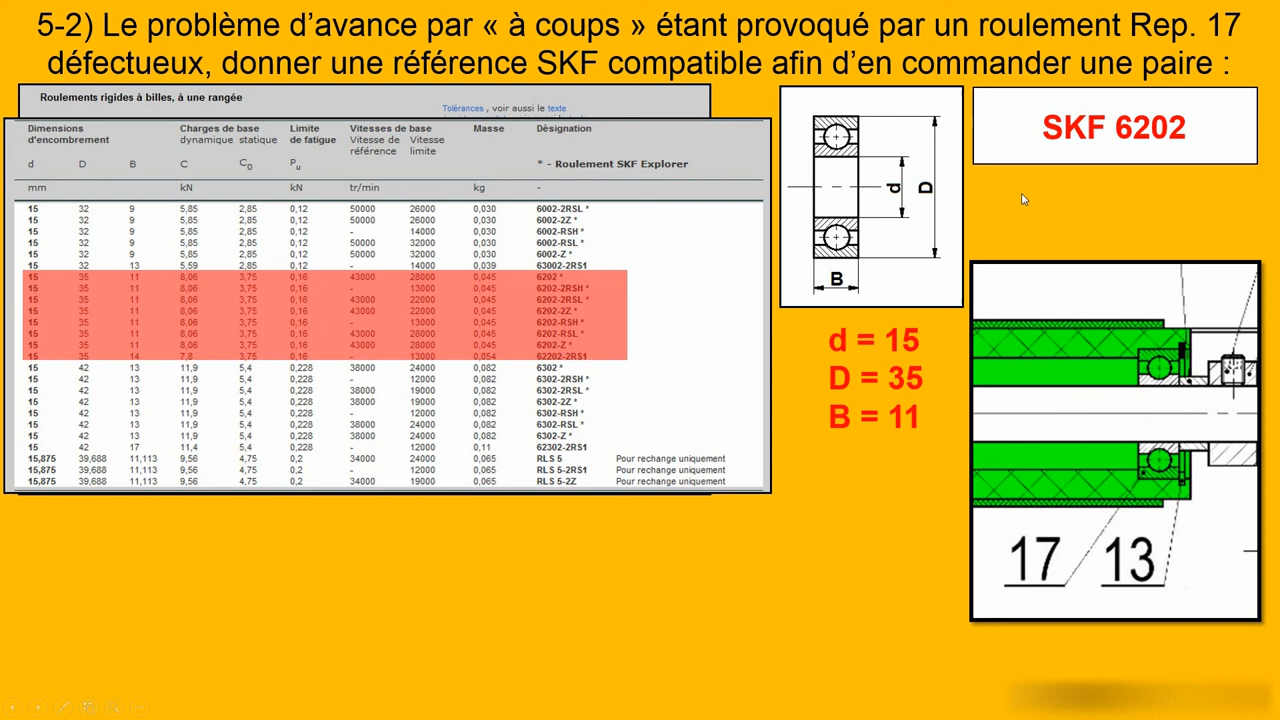 5-2) Le problème d’avance par « à coups » étant provoqué par un roulement Rep. 17
défectueux, donner une référence SKF compatible afin d’en commander une paire :
Roulements rigides à billes, à une rangée
Tolérances , voir aussi le texte
Dimensions d'encombrement Charges de base dynamique statique Limite de fatigue Vitesses de base Vitesse de référence Vitesse limite Masse Désignation
d D B C C0 Pu * - Roulement SKF Explorer
mm kN kN tr/min kg -
15 32 9 5,85 2,85 0,12 50000 26000 0,030 6002-2RSL *
15 32 9 5,85 2,85 0,12 50000 26000 0,030 6002-2Z *
15 32 9 5,85 2,85 0,12 - 14000 0,030 6002-RSH *
15 32 9 5,85 2,85 0,12 50000 32000 0,030 6002-RSL *
15 32 9 5,85 2,85 0,12 50000 32000 0,030 6002-Z *
15 32 13 5,59 2,85 0,12 - 14000 0,039 63002-2RS1
15 35 11 8,06 3,75 0,16 43000 28000 0,045 6202 *
15 35 11 8,06 3,75 0,16 - 13000 0,045 6202-2RSH *
15 35 11 8,06 3,75 0,16 43000 22000 0,045 6202-2RSL *
15 35 11 8,06 3,75 0,16 43000 22000 0,045 6202-2Z *
15 35 11 8,06 3,75 0,16 - 13000 0,045 6202-RSH *
15 35 11 8,06 3,75 0,16 43000 28000 0,045 6202-RSL *
15 35 11 8,06 3,75 0,16 43000 28000 0,045 6202-Z *
15 35 14 7,8 3,75 0,16 - 13000 0,054 62202-2RS1
15 42 13 11,9 5,4 0,228 38000 24000 0,082 6302 *
15 42 13 11,9 5,4 0,228 - 12000 0,082 6302-2RSH *
15 42 13 11,9 5,4 0,228 38000 19000 0,082 6302-2RSL *
15 42 13 11,9 5,4 0,228 38000 19000 0,082 6302-2Z *
15 42 13 11,9 5,4 0,228 - 12000 0,082 6302-RSH *
15 42 13 11,9 5,4 0,228 38000 24000 0,082 6302-RSL *
15 42 13 11,9 5,4 0,228 38000 24000 0,082 6302-Z *
15 42 17 11,4 5,4 0,228 - 12000 0,11 62302-2RS1
15,875 39,688 11,113 9,56 4,75 0,2 34000 24000 0,065 RLS 5 Pour rechange uniquement
15,875 39,688 11,113 9,56 4,75 0,2 - 12000 0,065 RLS 5-2RS1 Pour rechange uniquement
15,875 39,688 11,113 9,56 4,75 0,2 34000 19000 0,065 RLS 5-2Z Pour rechange uniquement
d D
B
d = 15
D = 35
B = 11
SKF 6202
17 13